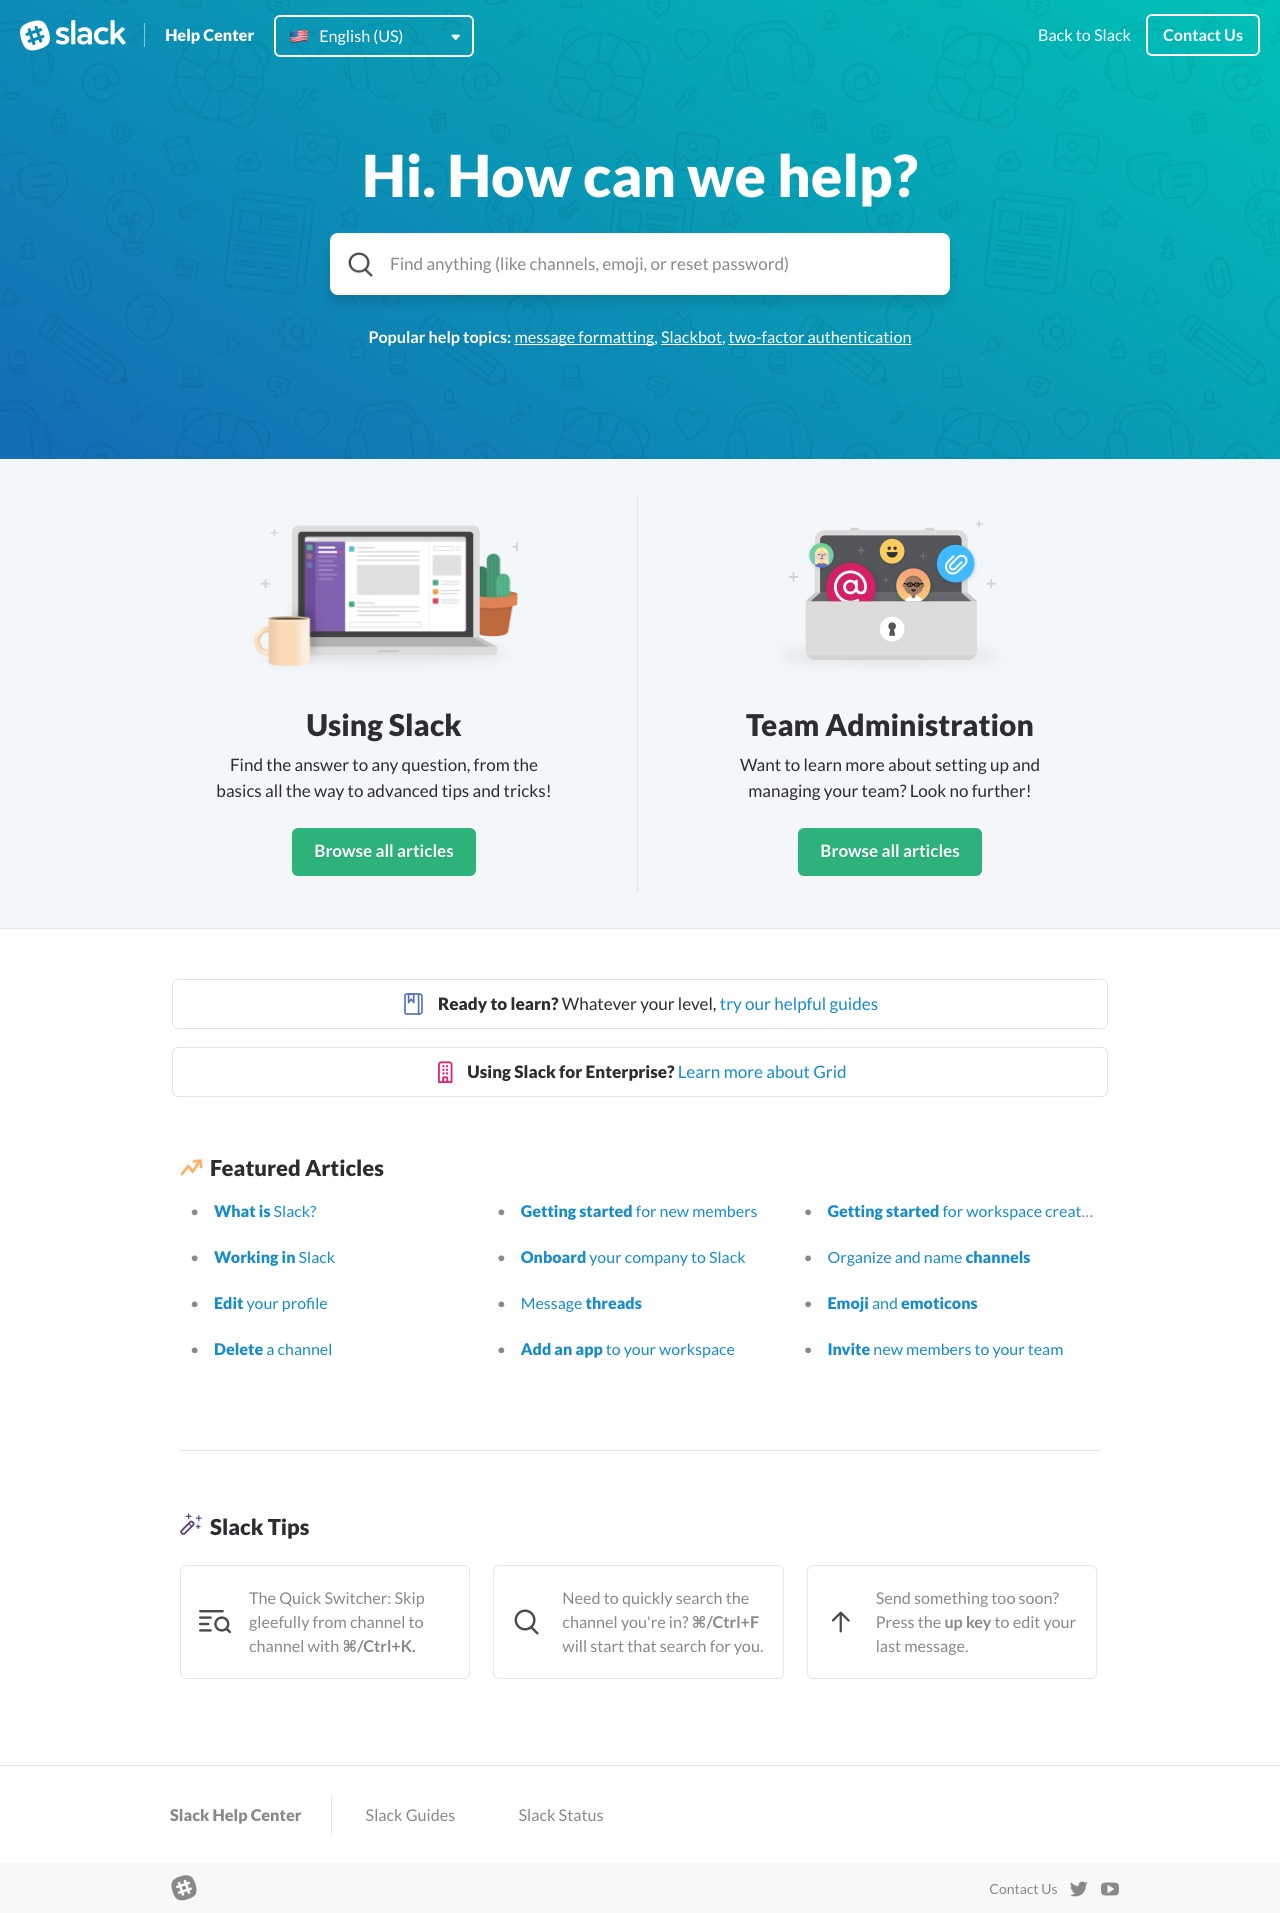 slack
Help Center
English (US)
Back to Slack
Contact Us
Hi. How can we help?
Find anything (like channels, emoji, or reset password)
Popular help topics: message formatting, Slackbot, two-factor authentication
Using Slack
Find the answer to any question, from the
basics all the way to advanced tips and tricks!
Browse all articles
Team Administration
Want to learn more about setting up and
managing your team? Look no further!
Browse all articles
Ready to learn? Whatever your level, try our helpful guides
Using Slack for Enterprise? Learn more about Grid
Featured Articles
• What is Slack?
• Getting started for new members
• Getting started for workspace creat...
• Working in Slack
• Onboard your company to Slack
• Organize and name channels
• Edit your profile
• Message threads
• Emoji and emoticons
• Delete a channel
• Add an app to your workspace
• Invite new members to your team
Slack Tips
The Quick Switcher: Skip
gleefully from channel to
channel with ⌘/Ctrl+K.
Need to quickly search the
channel you're in? ⌘/Ctrl+F
will start that search for you.
Send something too soon?
Press the up key to edit your
last message.
Slack Help Center
Slack Guides
Slack Status
Contact Us